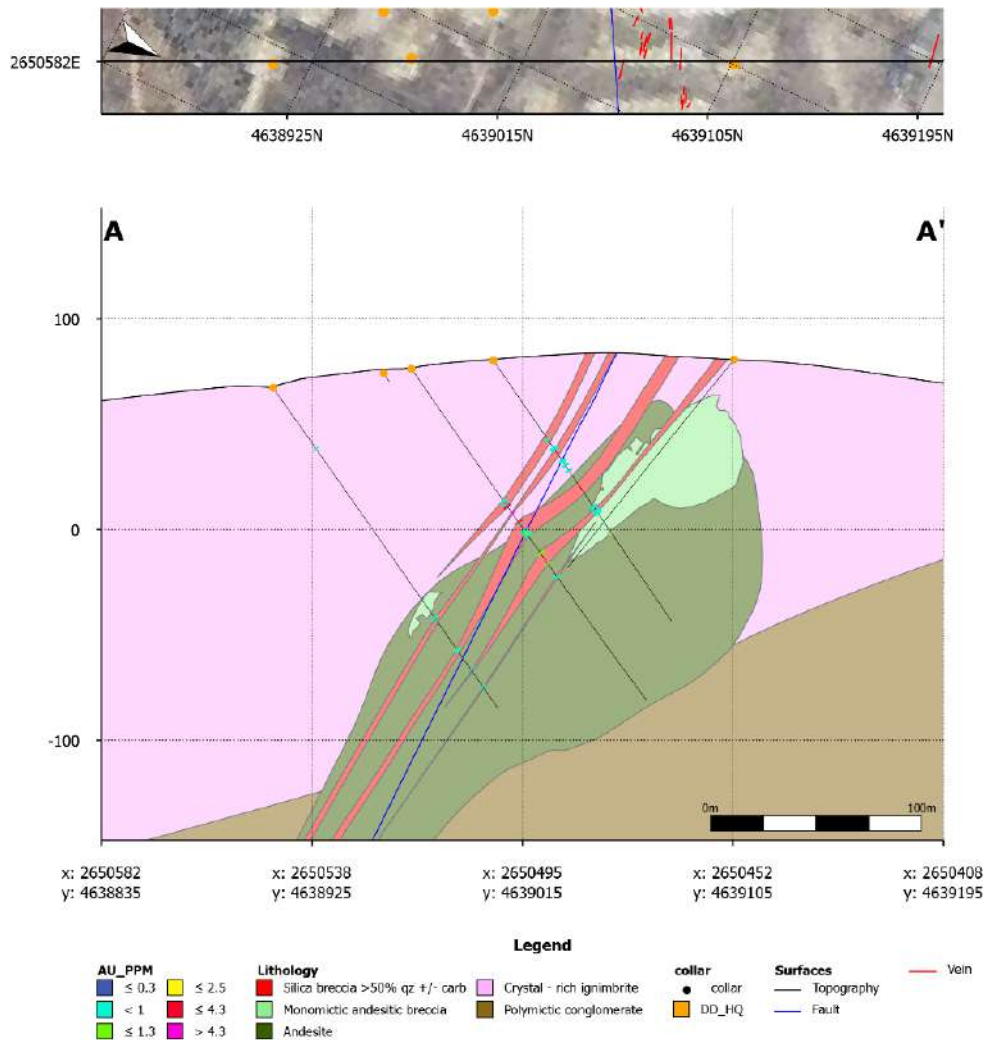 2650582E
4638925N 4639015N 4639105N 4639195N
A A'
100
0
-100
0m 100m
x: 2650582 x: 2650538 x: 2650495 x: 2650452 x: 2650408
y: 4638835 y: 4638925 y: 4639015 y: 4639105 y: 4639195
Legend
AU_PPM Lithology collar Surfaces Vein
≤ 0.3 ≤ 2.5 Silica breccia >50% qz +/- carb Crystal - rich ignimbrite collar Topography
< 1 ≤ 4.3 Monomictic andesitic breccia Polymictic conglomerate DD_HQ Fault
≤ 1.3 > 4.3 Andesite